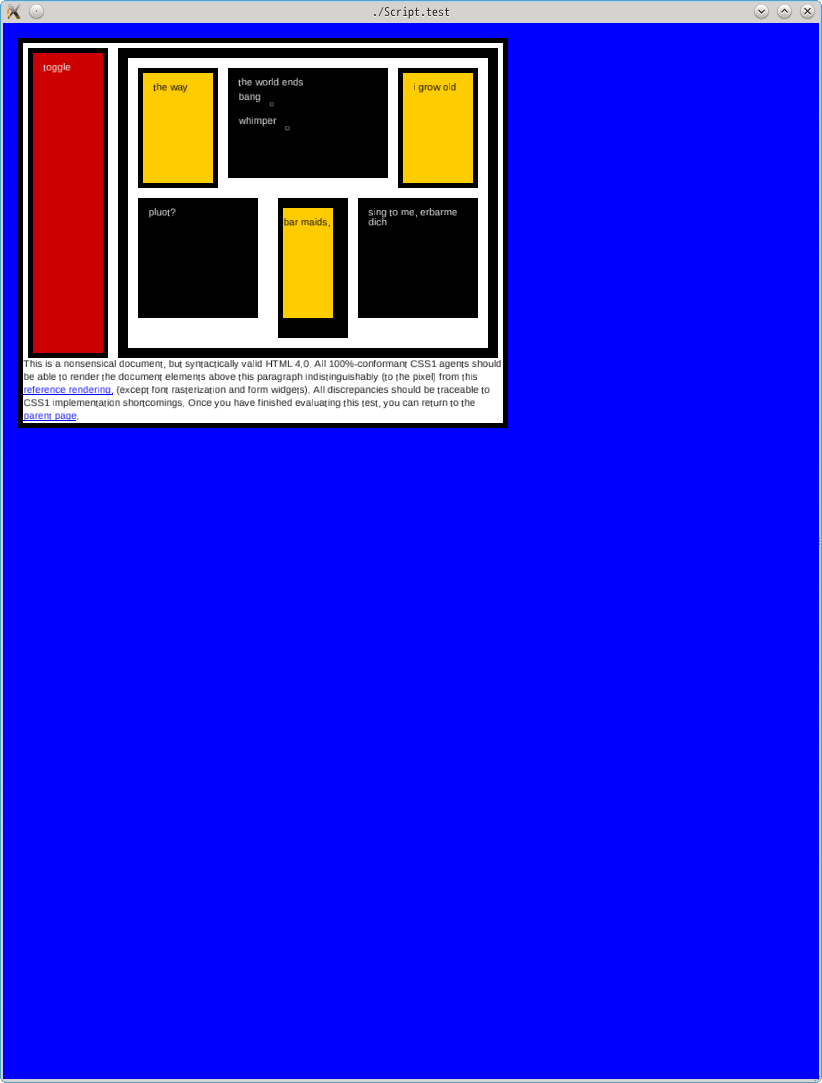 ./Script.test
toggle
the way
the world ends
bang
whimper
i grow old
pluot?
bar maids,
sing to me, erbarme
dich
This is a nonsensical document, but syntactically valid HTML 4.0. All 100%-conformant CSS1 agents should
be able to render the document elements above this paragraph indistinguishably (to the pixel) from this
reference rendering, (except font rasterization and form widgets). All discrepancies should be traceable to
CSS1 implementation shortcomings. Once you have finished evaluating this test, you can return to the
parent page.